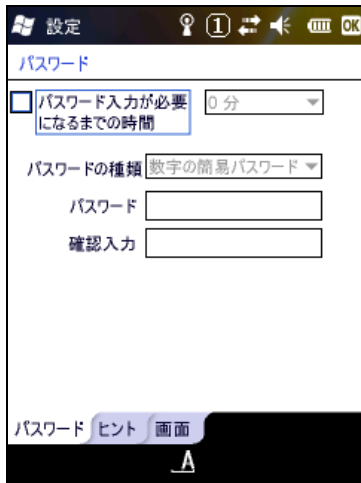 設定
1
OK
パスワード
パスワード入力が必要
になるまでの時間
0 分
パスワードの種類 数字の簡易パスワード
パスワード
確認入力
パスワード ヒント 画面
A